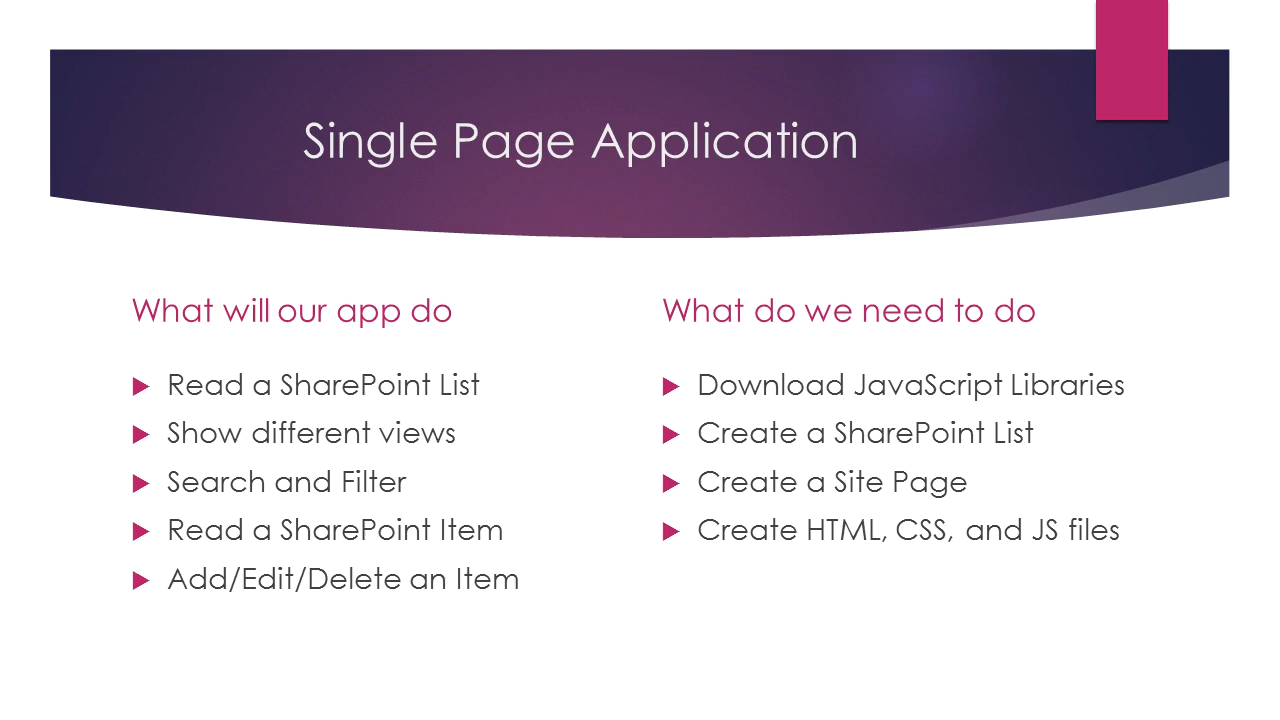 Single Page Application
What will our app do
Read a SharePoint List
Show different views
Search and Filter
Read a SharePoint Item
Add/Edit/Delete an Item
What do we need to do
Download JavaScript Libraries
Create a SharePoint List
Create a Site Page
Create HTML, CSS, and JS files